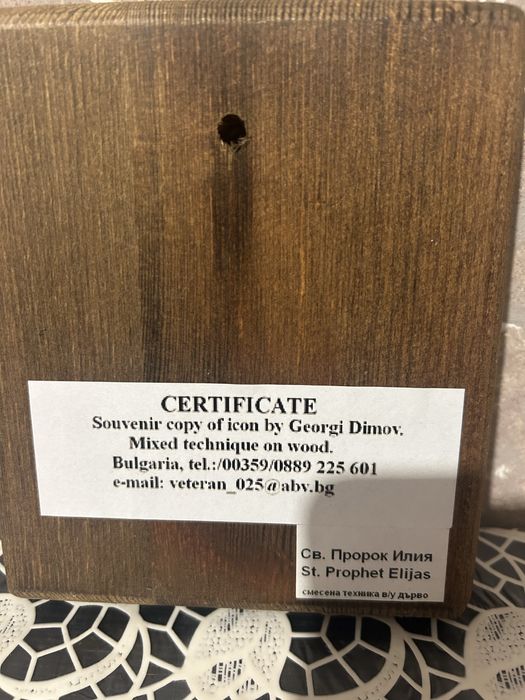 CERTIFICATE
Souvenir copy of icon by Georgi Dimov.
Mixed technique on wood.
Bulgaria, tel.:/00359/0889 225 601
e-mail: veteran_025@abv.bg
Св. Пророк Илия
St. Prophet Elijas
смесена техника в/у дърво